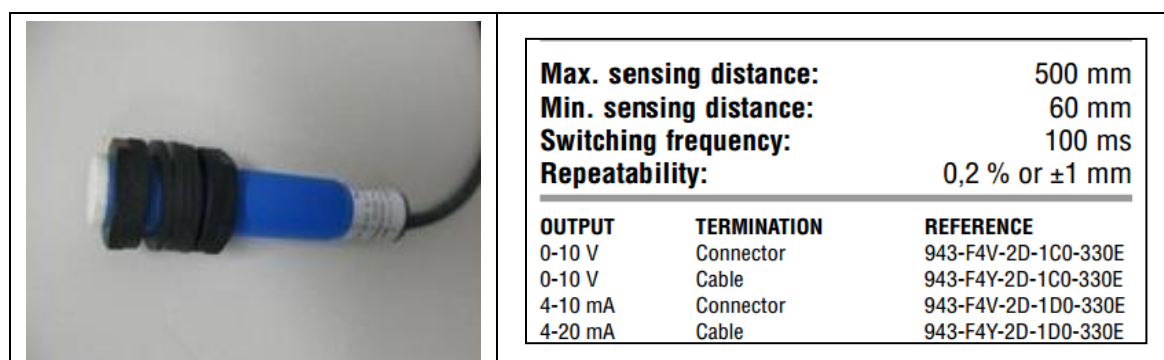 Max. sensing distance: 500 mm
Min. sensing distance: 60 mm
Switching frequency: 100 ms
Repeatability: 0,2 % or ±1 mm
OUTPUT TERMINATION REFERENCE
0-10 V Connector 943-F4V-2D-1C0-330E
0-10 V Cable 943-F4Y-2D-1C0-330E
4-10 mA Connector 943-F4V-2D-1D0-330E
4-20 mA Cable 943-F4Y-2D-1D0-330E